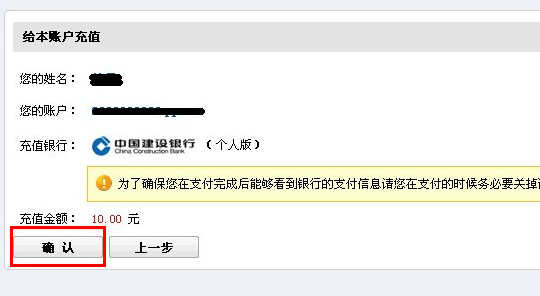 给本账户充值
您的姓名：
您的账户：
充值银行： 中国建设银行 （个人版）
China Construction Bank
为了确保您在支付完成后能够看到银行的支付信息请您在支付的时候务必要关掉
充值金额： 10.00 元
确 认 上一步